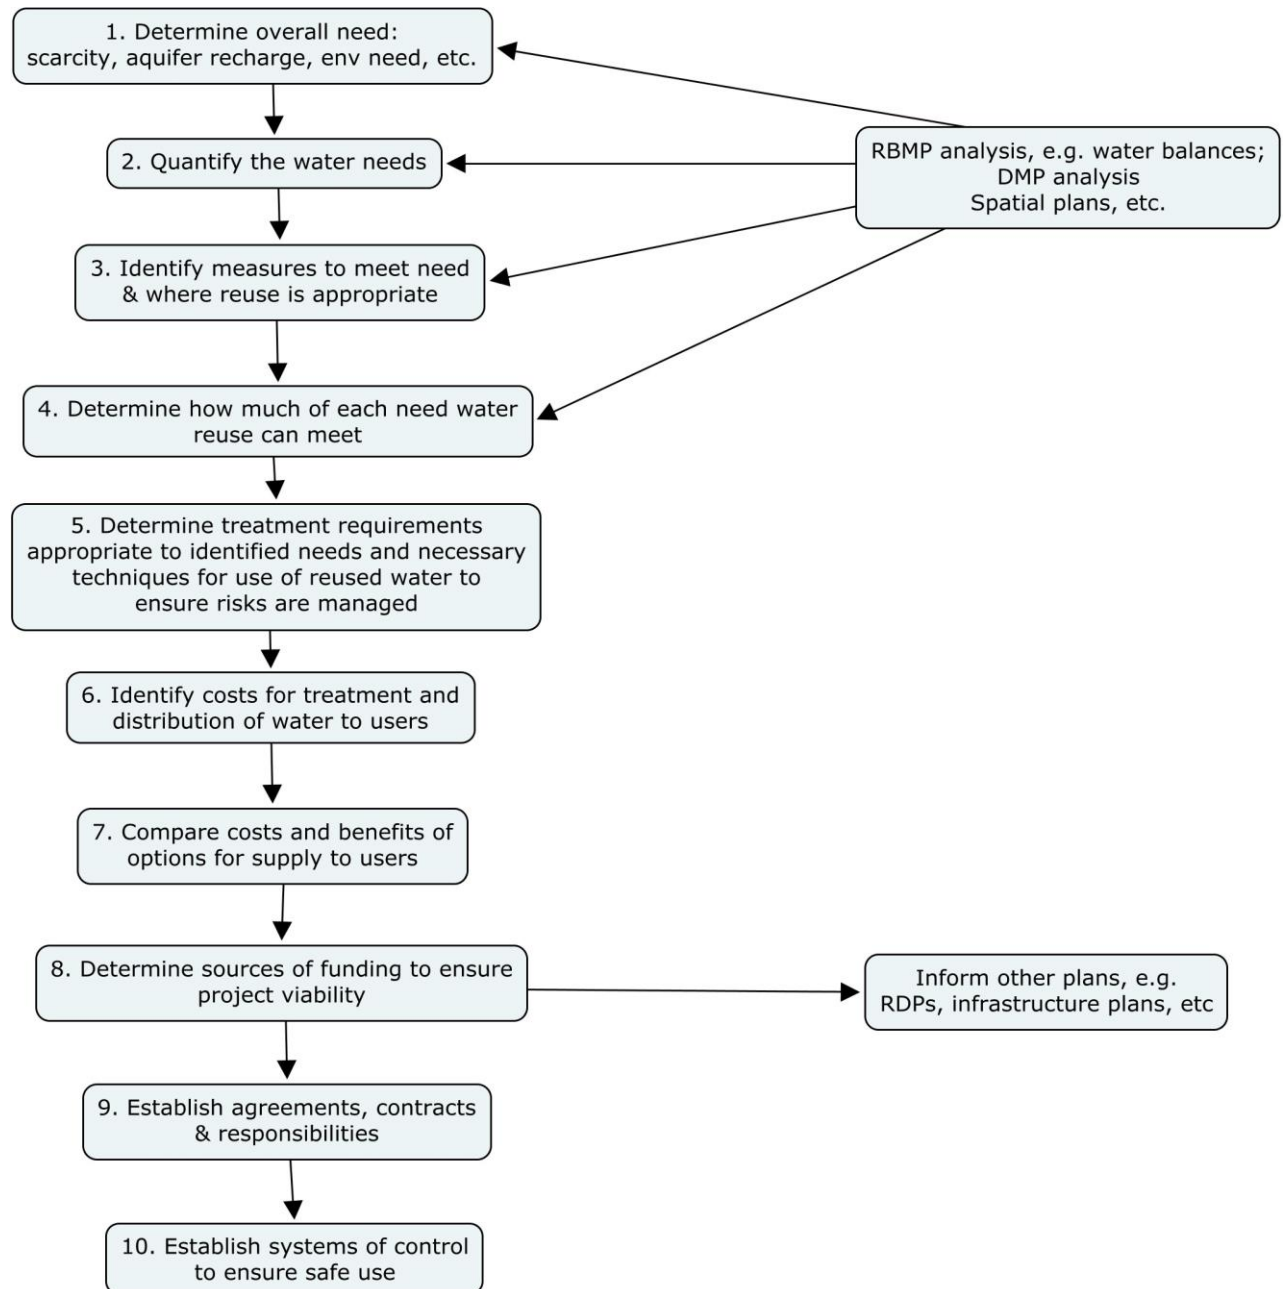 1. Determine overall need:
scarcity, aquifer recharge, env need, etc.
RBMP analysis, e.g. water balances;
DMP analysis
Spatial plans, etc.
2. Quantify the water needs
3. Identify measures to meet need
& where reuse is appropriate
4. Determine how much of each need water
reuse can meet
5. Determine treatment requirements
appropriate to identified needs and necessary
techniques for use of reused water to
ensure risks are managed
6. Identify costs for treatment and
distribution of water to users
7. Compare costs and benefits of
options for supply to users
8. Determine sources of funding to ensure
project viability
Inform other plans, e.g.
RDPs, infrastructure plans, etc
9. Establish agreements, contracts
& responsibilities
10. Establish systems of control
to ensure safe use